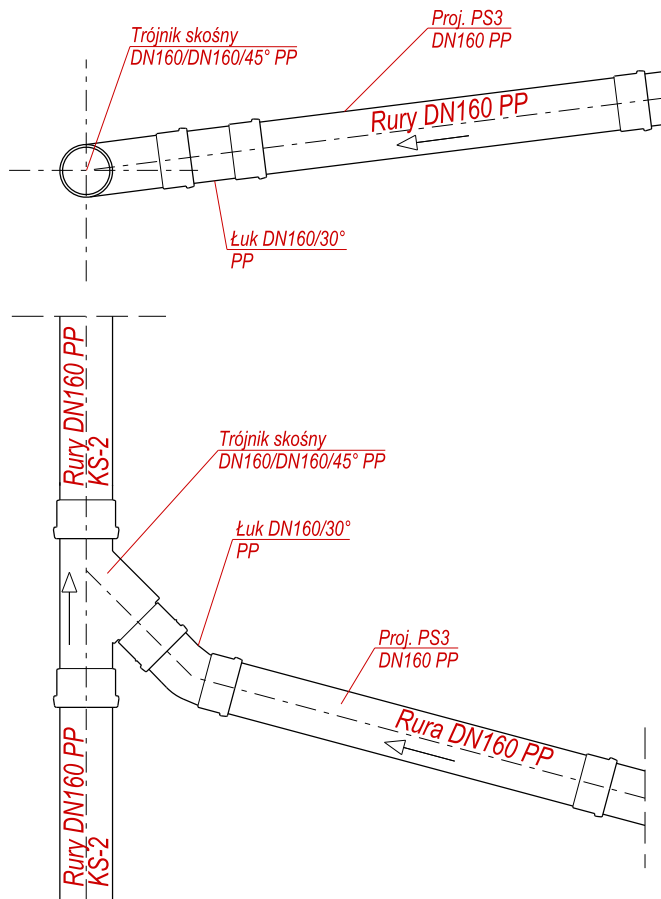 Trójnik skośny
DN160/DN160/45° PP
Proj. PS3
DN160 PP
Rury DN160 PP
Łuk DN160/30°
PP
Rury DN160 PP
KS-2
Trójnik skośny
DN160/DN160/45° PP
Łuk DN160/30°
PP
Proj. PS3
DN160 PP
Rura DN160 PP
Rury DN160 PP
KS-2